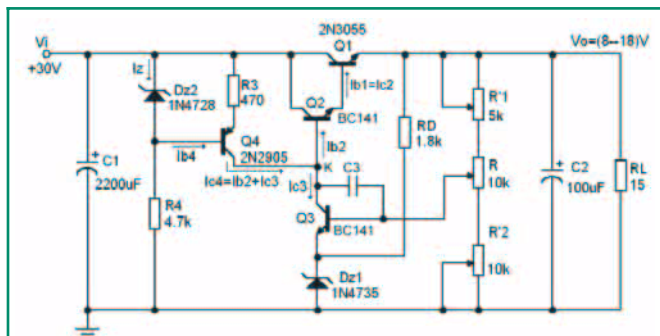 2N3055
Vi
+30V
Iz
Q1
Vo=(8--18)V
Dz2
1N4728
R3
470
Ib1=Ic2
Q2
BC141
R'1
5k
Q4
2N2905
Ib4
Ib2
RD
1.8k
C1
2200uF
K
Ic4=Ib2+Ic3
C3
Ic3
R
10k
C2
100uF
RL
15
R4
4.7k
Q3
BC141
R'2
10k
Dz1
1N4735